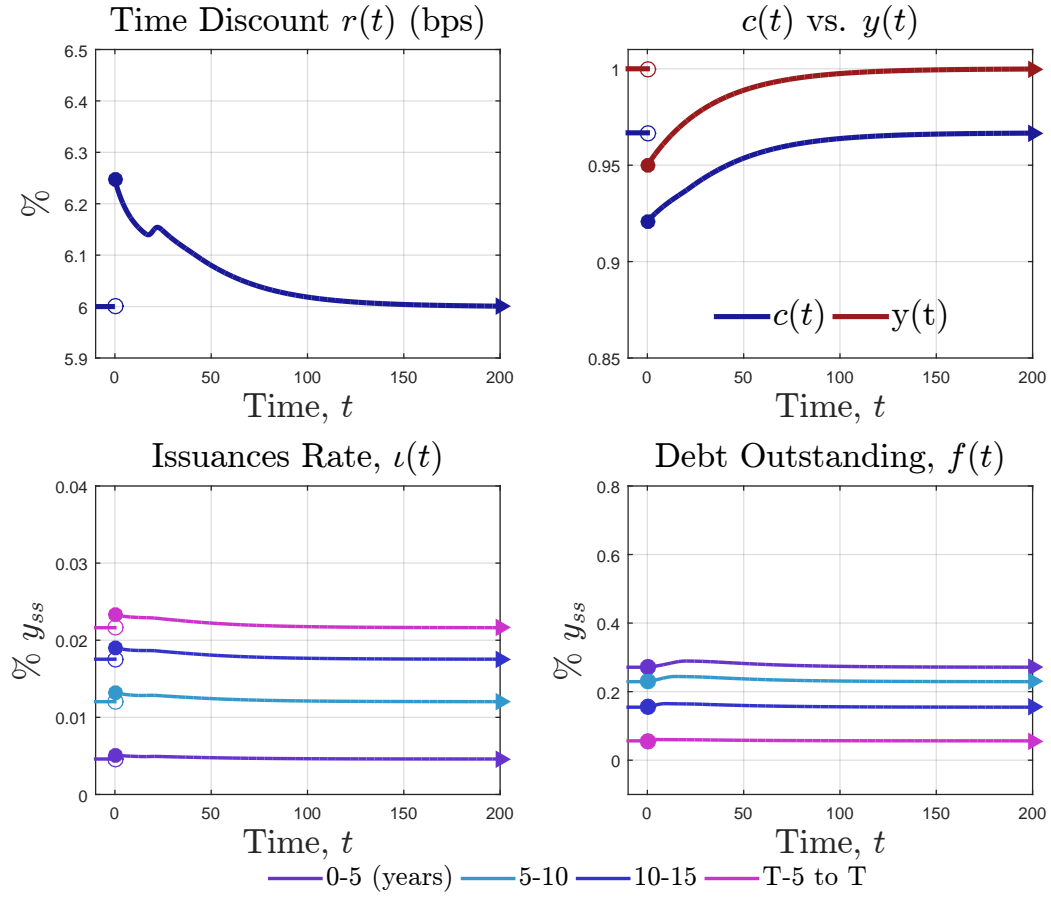 Time Discount r(t) (bps)
6.5
6.4
6.3
6.2
6.1
6
5.9
%
0 50 100 150 200
Time, t
c(t) vs. y(t)
1
0.95
0.9
0.85
c(t) y(t)
0 50 100 150 200
Time, t
Issuances Rate, ι(t)
0.04
0.03
0.02
0.01
0
% yss
0 50 100 150 200
Time, t
Debt Outstanding, f(t)
0.8
0.6
0.4
0.2
0
% yss
0 50 100 150 200
Time, t
0-5 (years) 5-10 10-15 T-5 to T